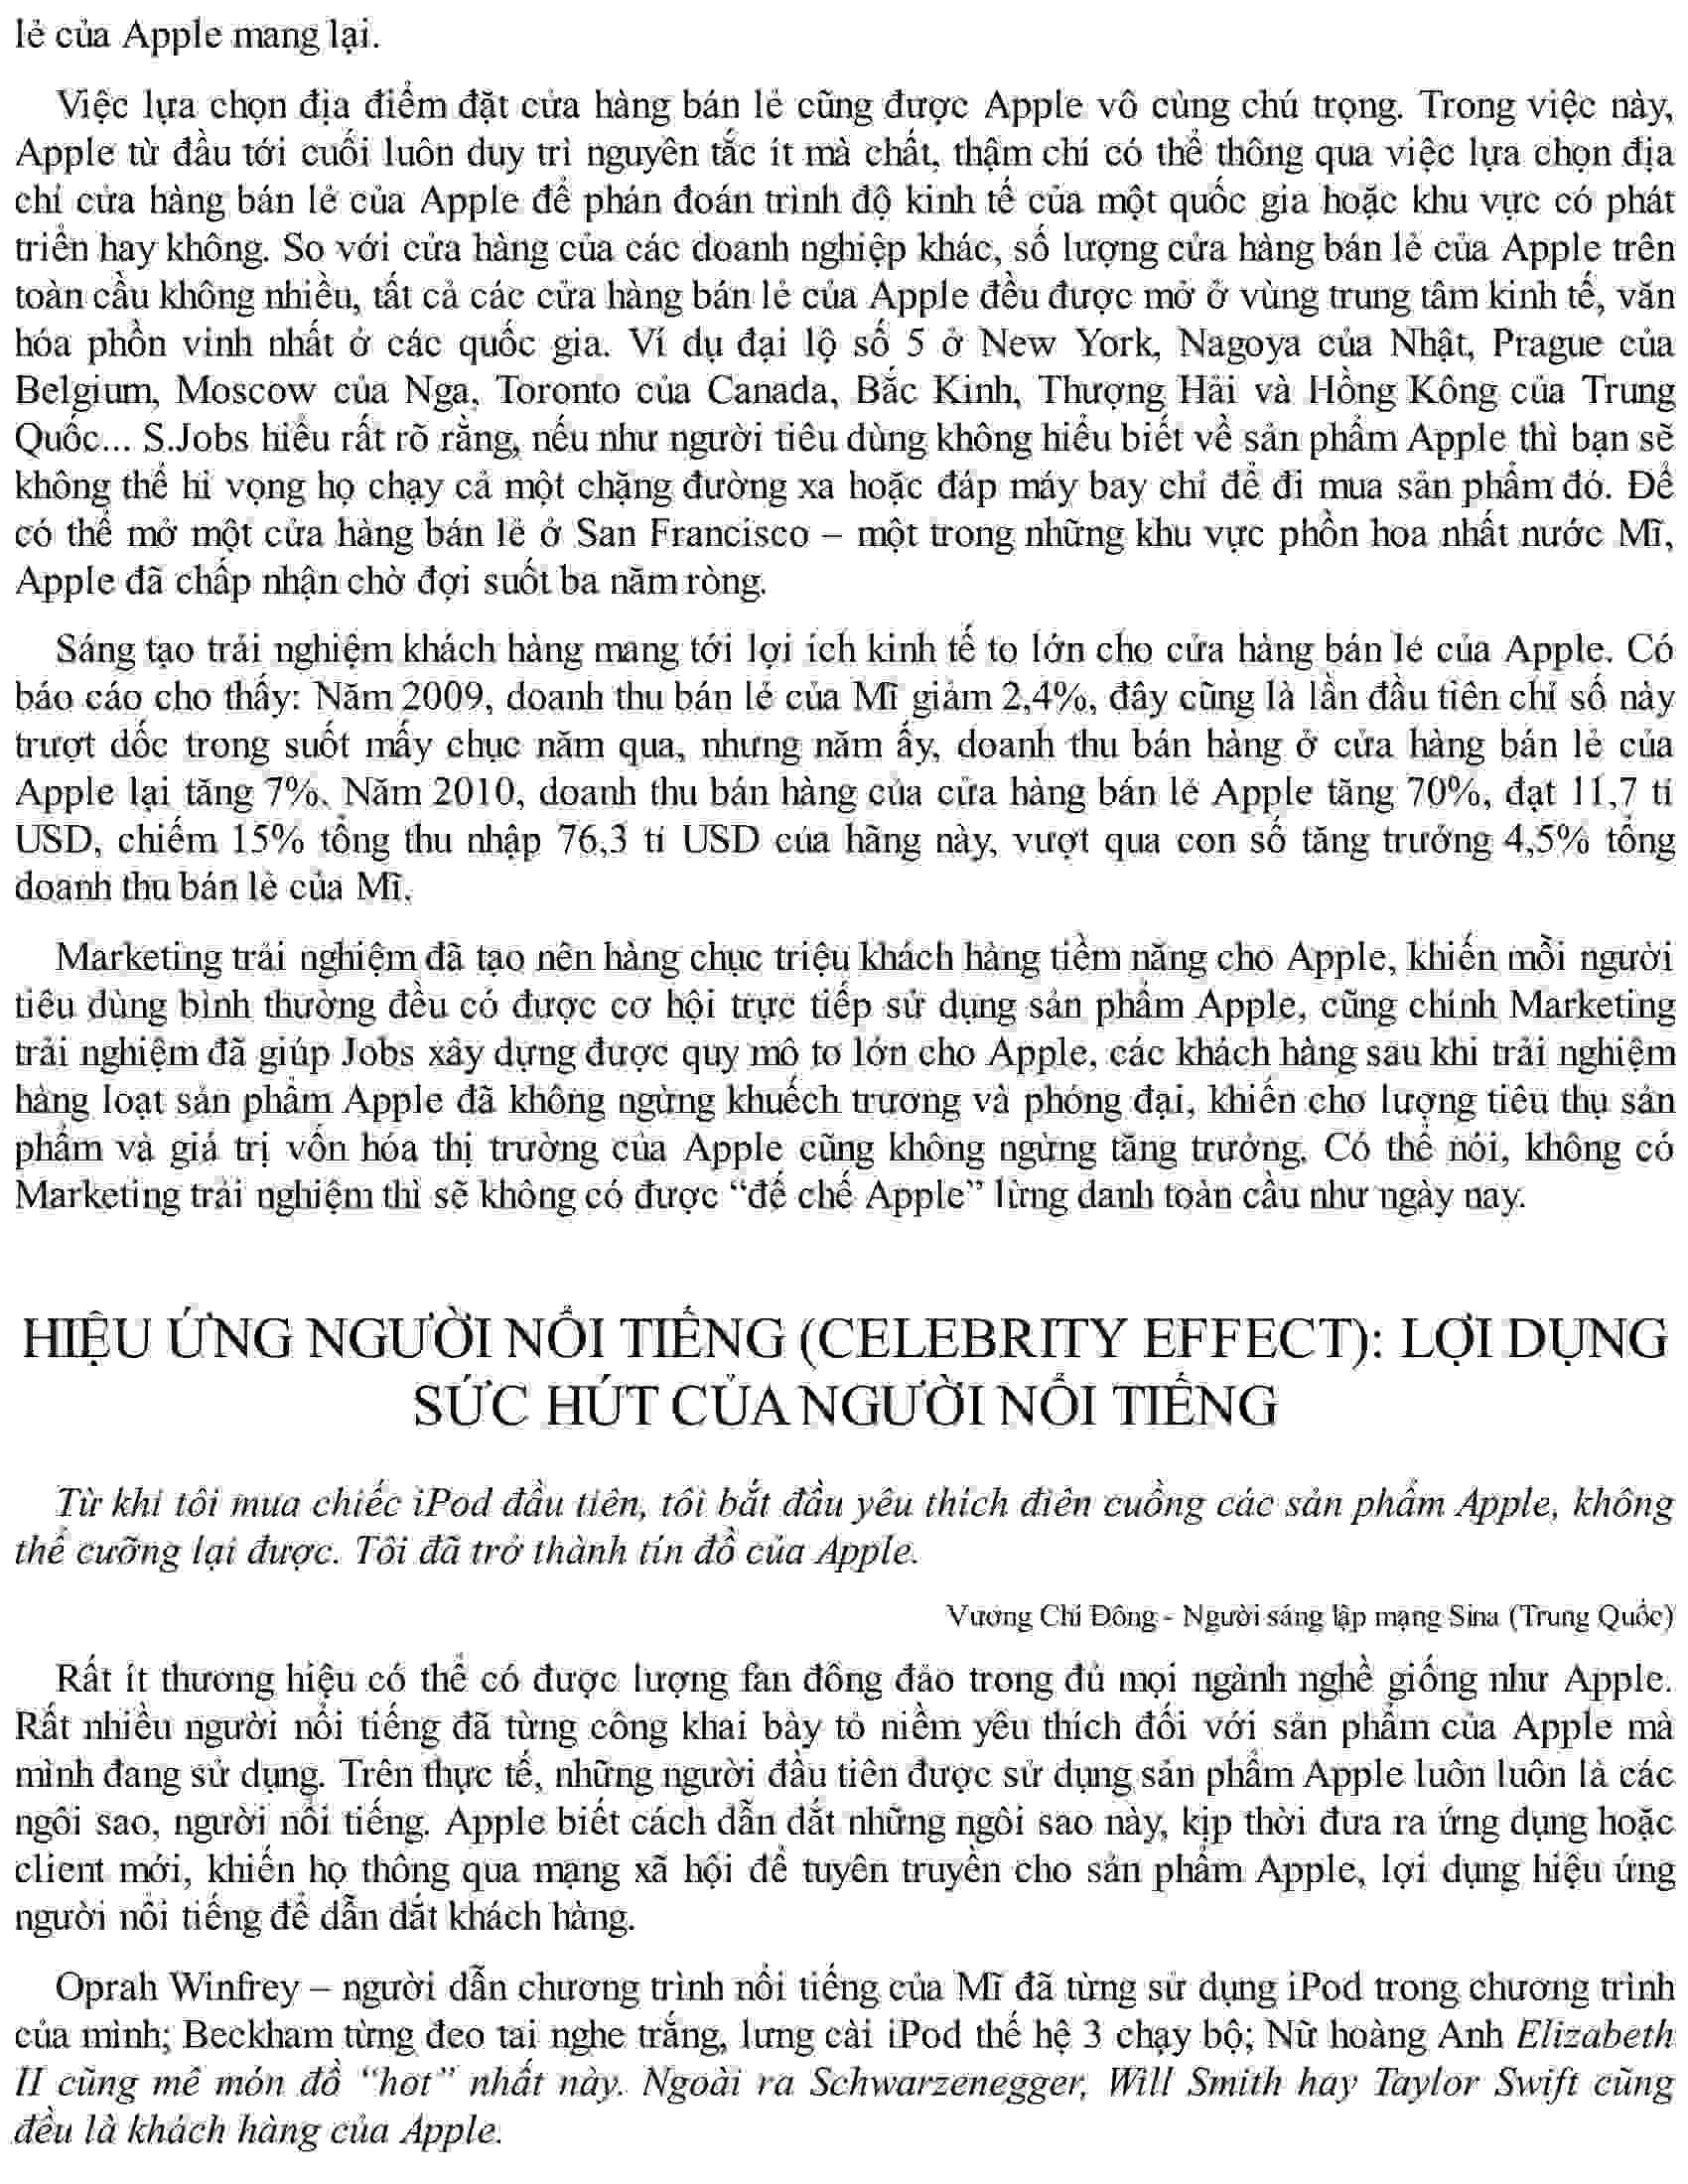 lẻ của Apple mang lại.
Việc lựa chọn địa điểm đặt cửa hàng bán lẻ cũng được Apple vô cùng chú trọng. Trong việc này,
Apple từ đầu tới cuối luôn duy trì nguyên tắc ít mà chất, thậm chí có thể thông qua việc lựa chọn địa
chỉ cửa hàng bán lẻ của Apple để phán đoán trình độ kinh tế của một quốc gia hoặc khu vực có phát
triển hay không. So với cửa hàng của các doanh nghiệp khác, số lượng cửa hàng bán lẻ của Apple trên
toàn cầu không nhiều, tất cả các cửa hàng bán lẻ của Apple đều được mở ở vùng trung tâm kinh tế, văn
hóa phồn vinh nhất ở các quốc gia. Ví dụ đại lộ số 5 ở New York, Nagoya của Nhật, Prague của
Belgium, Moscow của Nga, Toronto của Canada, Bắc Kinh, Thượng Hải và Hồng Kông của Trung
Quốc... S.Jobs hiểu rất rõ rằng, nếu như người tiêu dùng không hiểu biết về sản phẩm Apple thì bạn sẽ
không thể hi vọng họ chạy cả một chặng đường xa hoặc đáp máy bay chỉ để đi mua sản phẩm đó. Để
có thể mở một cửa hàng bán lẻ ở San Francisco – một trong những khu vực phồn hoa nhất nước Mĩ,
Apple đã chấp nhận chờ đợi suốt ba năm ròng.
Sáng tạo trải nghiệm khách hàng mang tới lợi ích kinh tế to lớn cho cửa hàng bán lẻ của Apple. Có
báo cáo cho thấy: Năm 2009, doanh thu bán lẻ của Mĩ giảm 2,4%, đây cũng là lần đầu tiên chỉ số này
trượt dốc trong suốt mấy chục năm qua, nhưng năm ấy, doanh thu bán hàng ở cửa hàng bán lẻ của
Apple lại tăng 7%. Năm 2010, doanh thu bán hàng của cửa hàng bán lẻ Apple tăng 70%, đạt 11,7 tỉ
USD, chiếm 15% tổng thu nhập 76,3 tỉ USD của hãng này, vượt qua con số tăng trưởng 4,5% tổng
doanh thu bán lẻ của Mĩ.
Marketing trải nghiệm đã tạo nên hàng chục triệu khách hàng tiềm năng cho Apple, khiến mỗi người
tiêu dùng bình thường đều có được cơ hội trực tiếp sử dụng sản phẩm Apple, cũng chính Marketing
trải nghiệm đã giúp Jobs xây dựng được quy mô to lớn cho Apple, các khách hàng sau khi trải nghiệm
hàng loạt sản phẩm Apple đã không ngừng khuếch trương và phóng đại, khiến cho lượng tiêu thụ sản
phẩm và giá trị vốn hóa thị trường của Apple cũng không ngừng tăng trưởng. Có thể nói, không có
Marketing trải nghiệm thì sẽ không có được “đế chế Apple” lừng danh toàn cầu như ngày nay.
HIỆU ỨNG NGƯỜI NỔI TIẾNG (CELEBRITY EFFECT): LỢI DỤNG
SỨC HÚT CỦA NGƯỜI NỔI TIẾNG
Từ khi tôi mua chiếc iPod đầu tiên, tôi bắt đầu yêu thích điên cuồng các sản phẩm Apple, không
thể cưỡng lại được. Tôi đã trở thành tín đồ của Apple.
Vương Chí Đông - Người sáng lập mạng Sina (Trung Quốc)
Rất ít thương hiệu có thể có được lượng fan đông đảo trong đủ mọi ngành nghề giống như Apple.
Rất nhiều người nổi tiếng đã từng công khai bày tỏ niềm yêu thích đối với sản phẩm của Apple mà
mình đang sử dụng. Trên thực tế, những người đầu tiên được sử dụng sản phẩm Apple luôn luôn là các
ngôi sao, người nổi tiếng. Apple biết cách dẫn dắt những ngôi sao này, kịp thời đưa ra ứng dụng hoặc
client mới, khiến họ thông qua mạng xã hội để tuyên truyền cho sản phẩm Apple, lợi dụng hiệu ứng
người nổi tiếng để dẫn dắt khách hàng.
Oprah Winfrey – người dẫn chương trình nổi tiếng của Mĩ đã từng sử dụng iPod trong chương trình
của mình; Beckham từng đeo tai nghe trắng, lưng cài iPod thế hệ 3 chạy bộ; Nữ hoàng Anh Elizabeth
II cũng mê món đồ “hot” nhất này. Ngoài ra Schwarzenegger, Will Smith hay Taylor Swift cũng
đều là khách hàng của Apple.